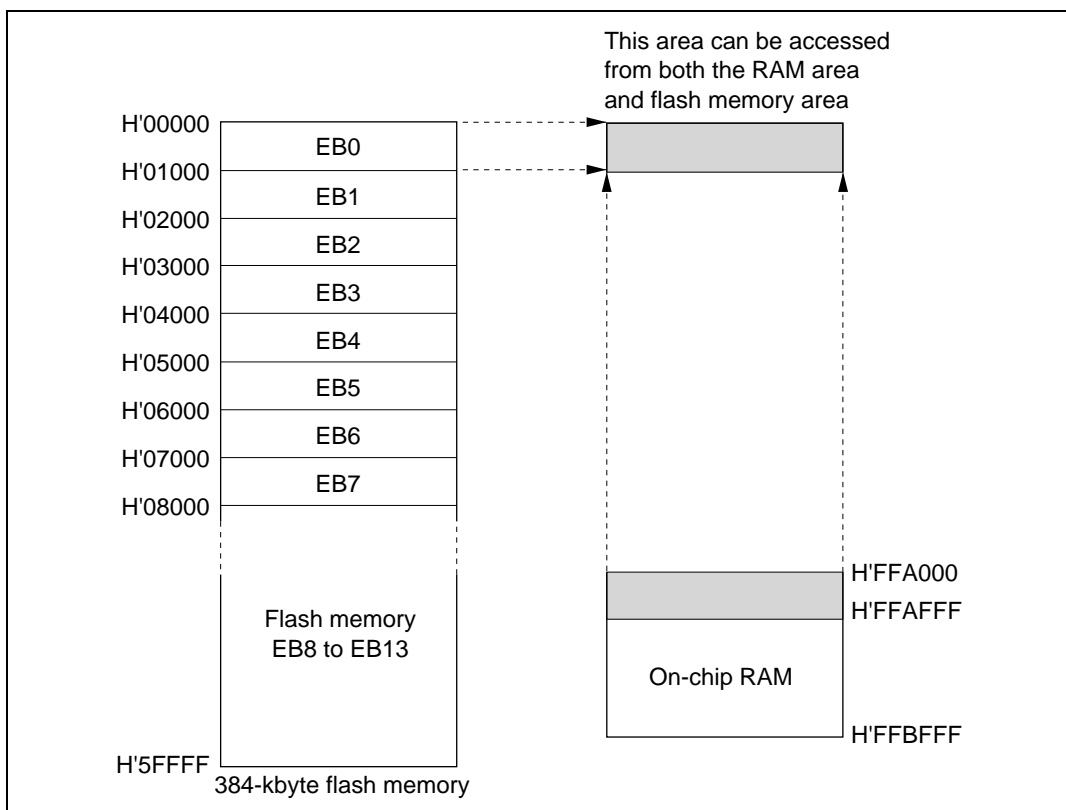 This area can be accessed
from both the RAM area
and flash memory area
H'00000
EB0
H'01000
EB1
H'02000
EB2
H'03000
EB3
H'04000
EB4
H'05000
EB5
H'06000
EB6
H'07000
EB7
H'08000
H'FFA000
H'FFAFFF
Flash memory
EB8 to EB13
On-chip RAM
H'FFBFFF
H'5FFFF
384-kbyte flash memory